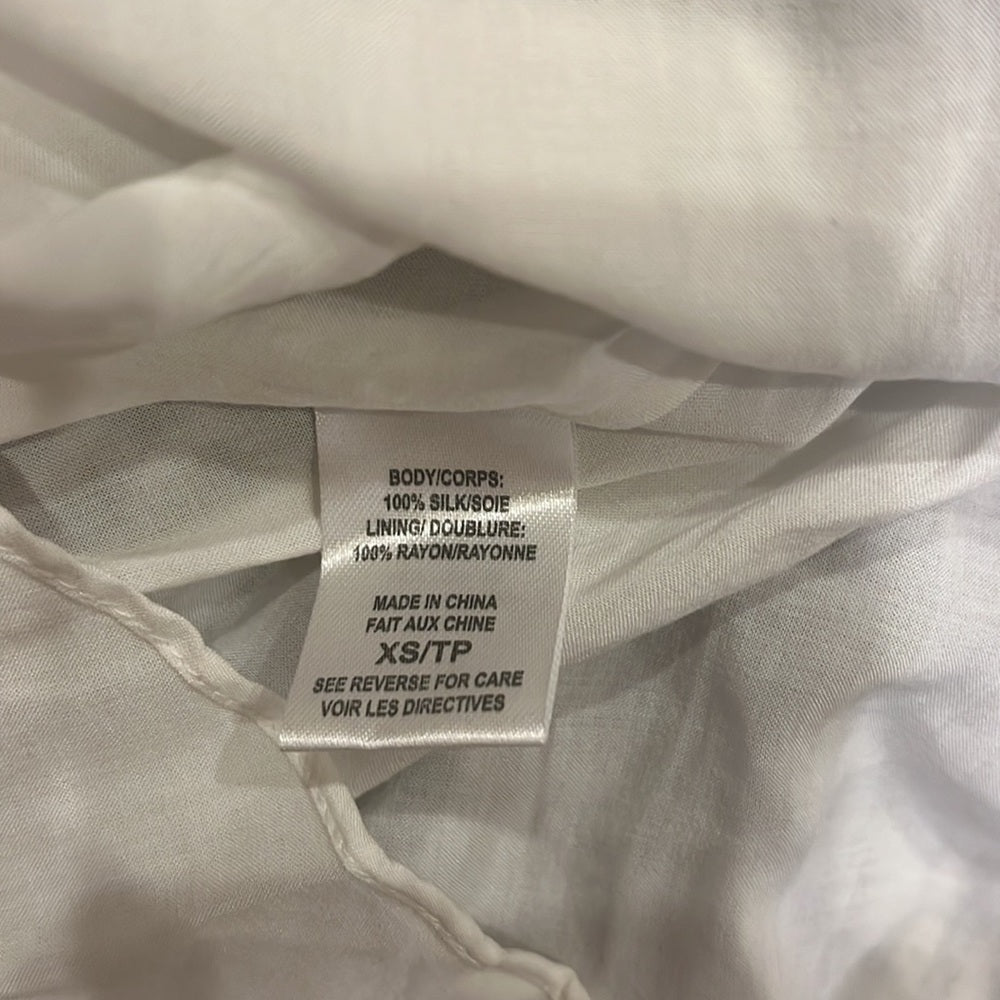 BODY/CORPS:
100% SILK/SOIE
LINING/ DOUBLURE:
100% RAYON/RAYONNE
MADE IN CHINA
FAIT AUX CHINE
XS/TP
SEE REVERSE FOR CARE
VOIR LES DIRECTIVES